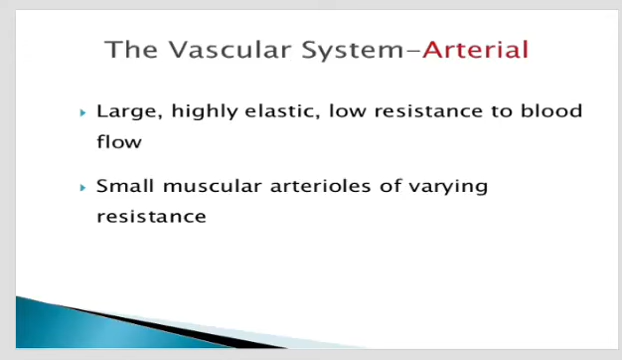 The Vascular System-Arterial
Large, highly elastic, low resistance to blood
flow
Small muscular arterioles of varying
resistance